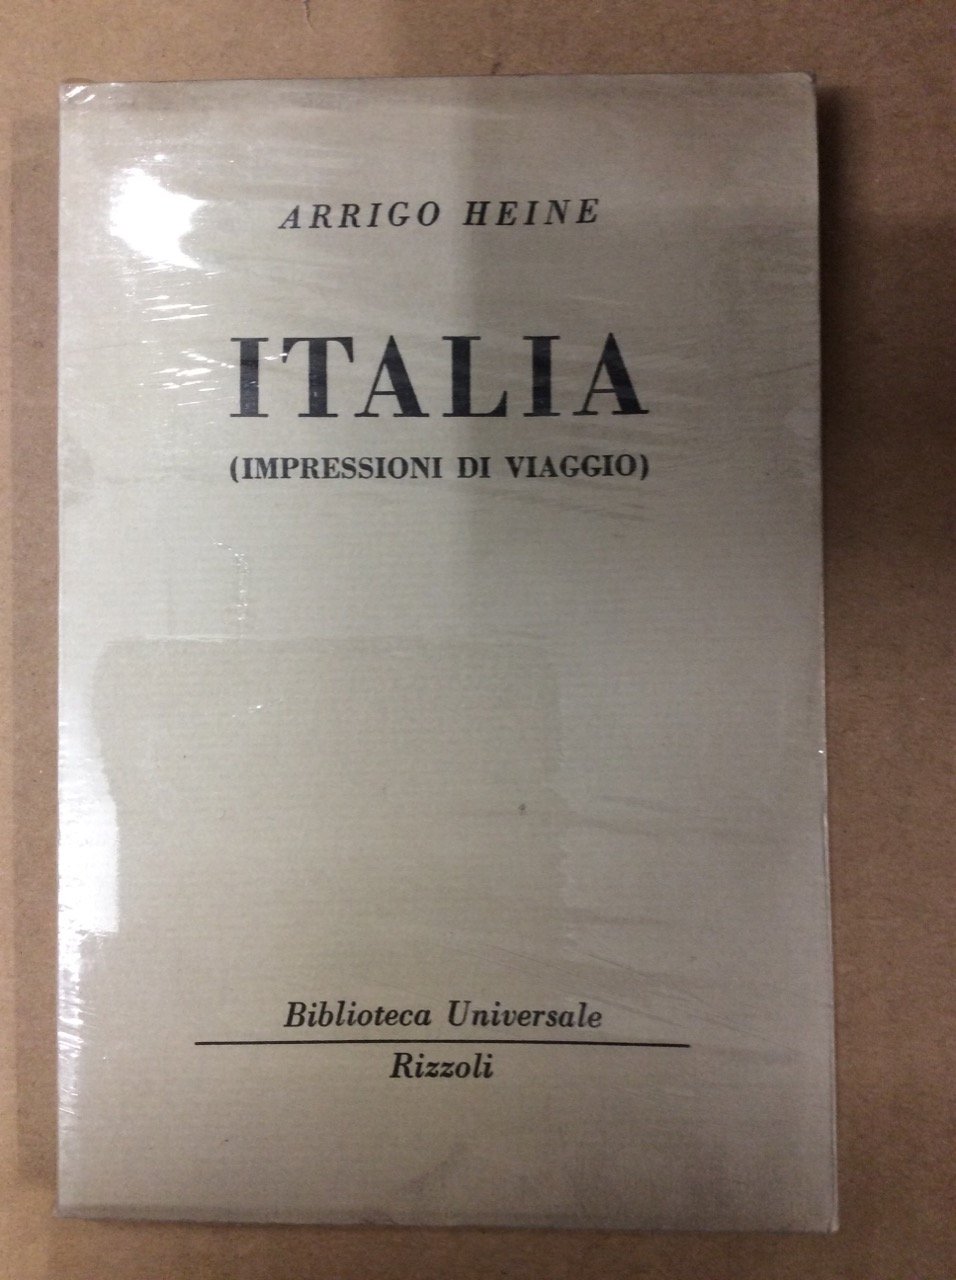 ARRIGO HEINE
ITALIA
(IMPRESSIONI DI VIAGGIO)
Biblioteca Universale
Rizzoli